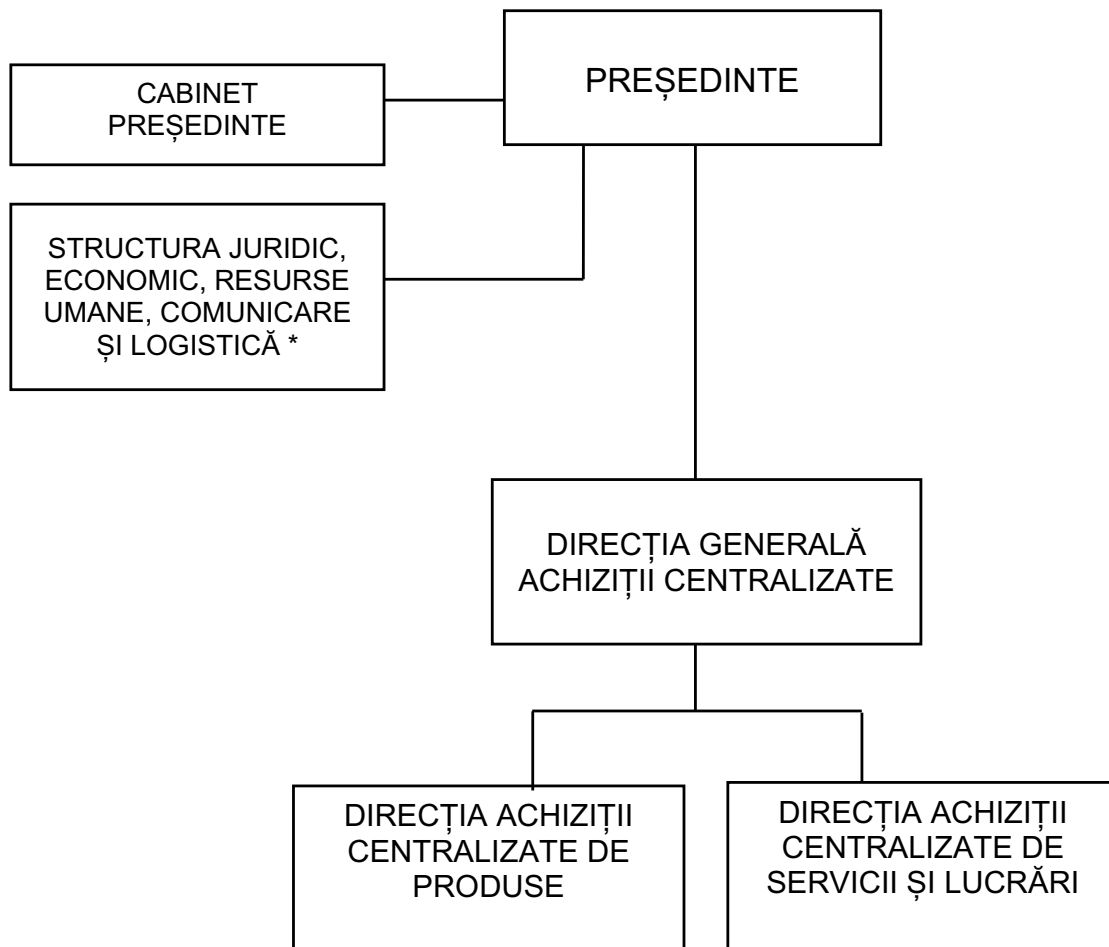 PREȘEDINTE
CABINET
PREȘEDINTE
STRUCTURA JURIDIC,
ECONOMIC, RESURSE
UMANE, COMUNICARE
ȘI LOGISTICĂ *
DIRECȚIA GENERALĂ
ACHIZIȚII CENTRALIZATE
DIRECȚIA ACHIZIȚII
CENTRALIZATE DE
PRODUSE
DIRECȚIA ACHIZIȚII
CENTRALIZATE DE
SERVICII ȘI LUCRĂRI